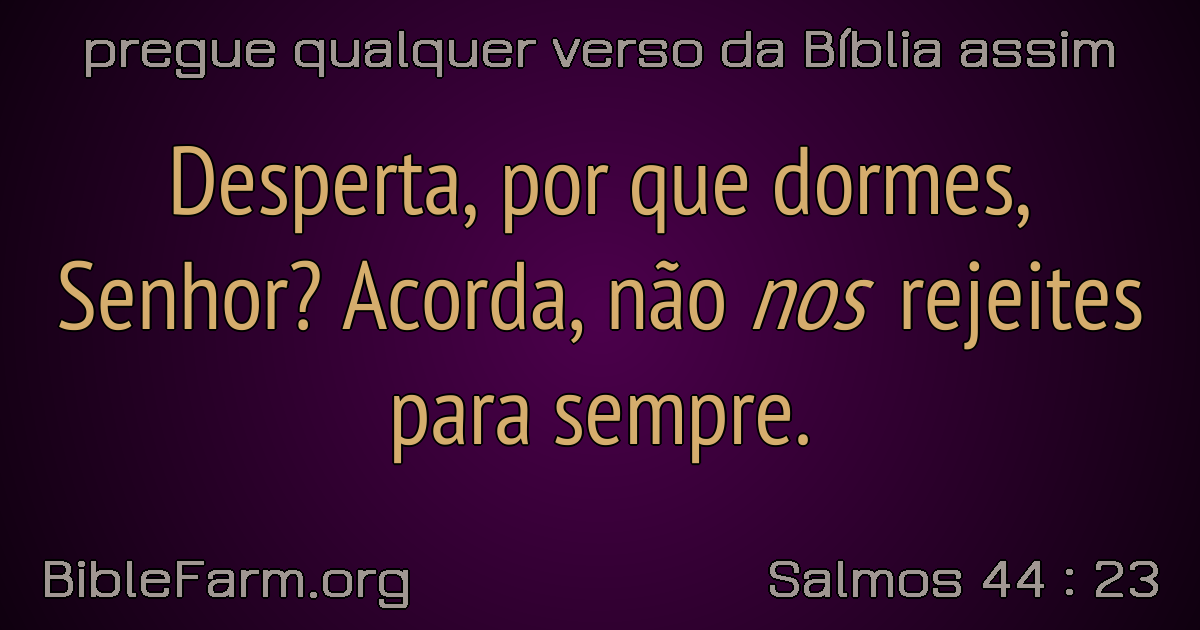 pregue qualquer verso da Bíblia assim
Desperta, por que dormes,
Senhor? Acorda, não nos rejeites
para sempre.
BibleFarm.org
Salmos 44 : 23